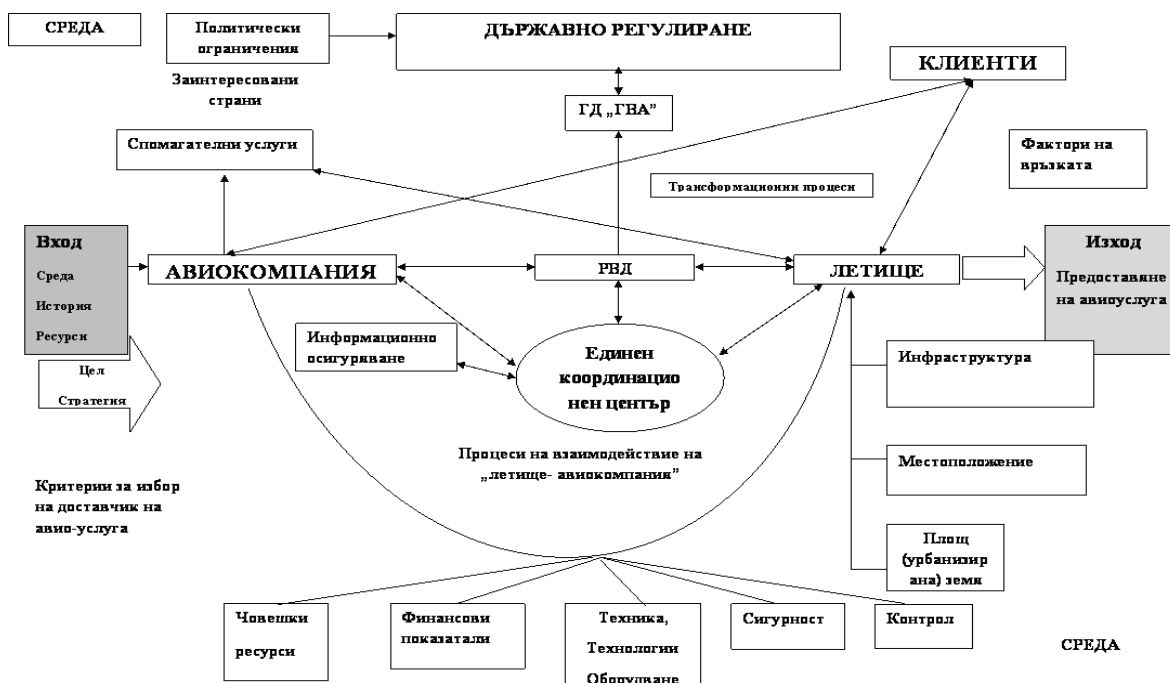 СРЕДА
Политически
ограничения
ДЪРЖАВНО РЕГУЛИРАНЕ
КЛИЕНТИ
Заинтересовани
страни
ГД „ГВА”
Спомагателни услуги
Фактори на
връзката
Трансформационни процеси
Вход
Среда
История
Ресурси
АВИОКОМПАНИЯ
РВД
ЛЕТИЩЕ
Изход
Предоставяне
на авиоуслуга
Цел
Стратегия
Информационно
осигуряване
Единен
координацио
нен център
Инфраструктура
Процеси на взаимодействие на
„летище- авиокомпания”
Местоположение
Критерии за избор
на доставчик на
авио-услуга
Площ
(урбанизир
ана) земя
Човешки
ресурси
Финансови
показатали
Техника,
Технологии
Оборудване
Сигурност
Контрол
СРЕДА